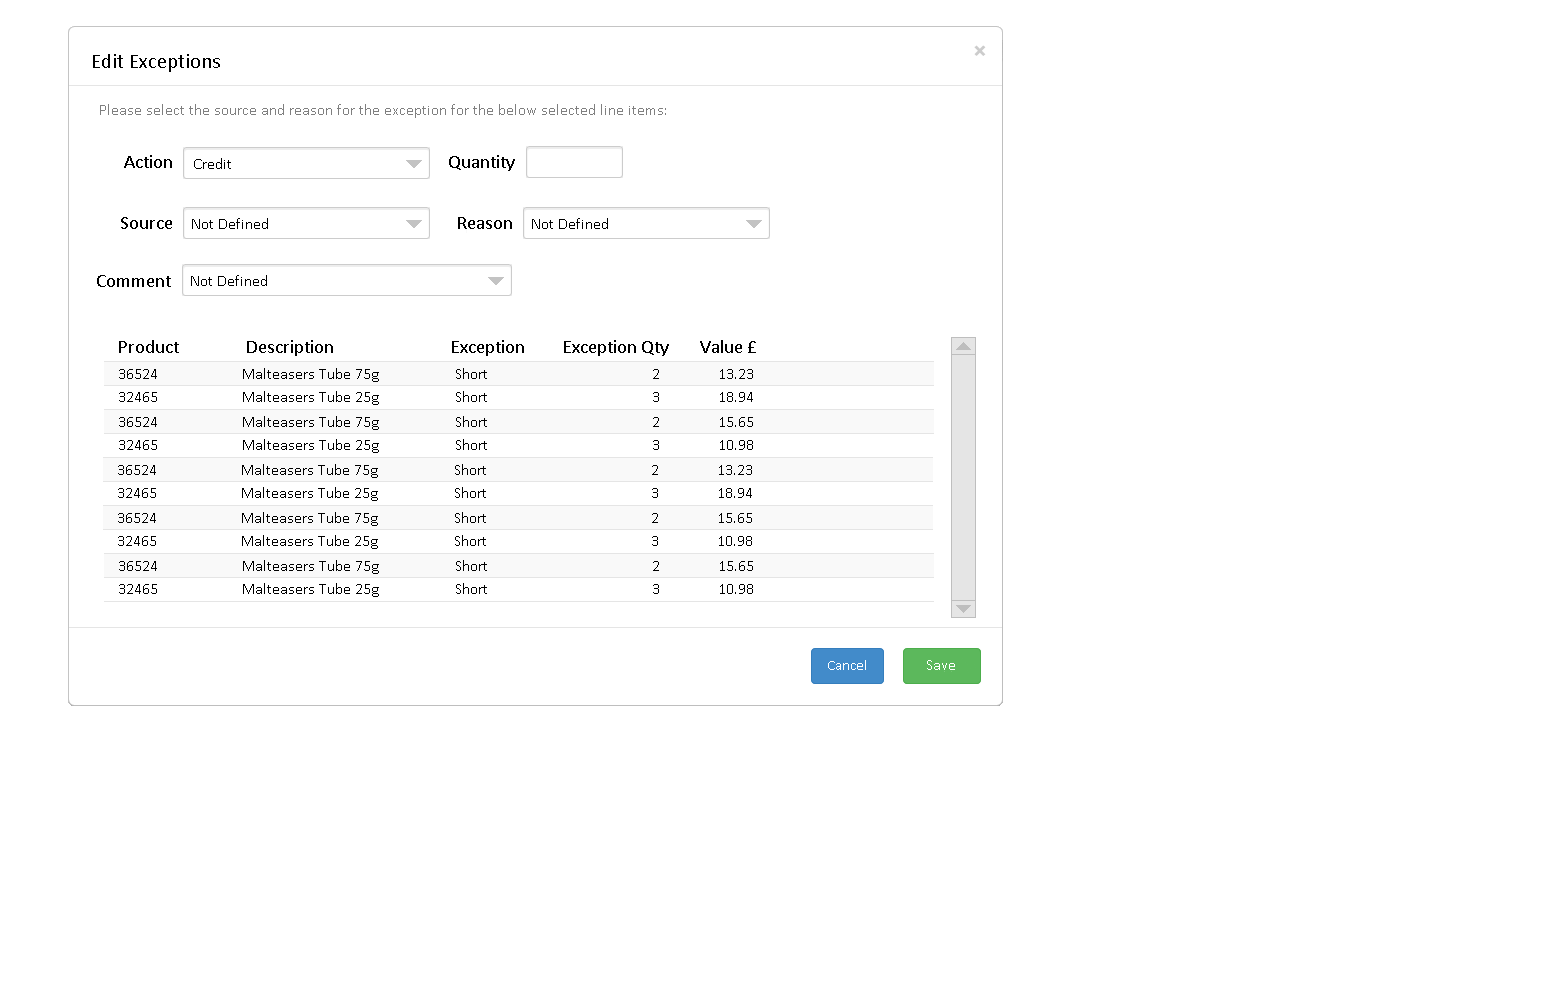 Edit Exceptions ×
Please select the source and reason for the exception for the below selected line items:
Action Credit Quantity
Source Not Defined Reason Not Defined
Comment Not Defined
Product Description Exception Exception Qty Value £
36524 Malteasers Tube 75g Short 2 13.23
32465 Malteasers Tube 25g Short 3 18.94
36524 Malteasers Tube 75g Short 2 15.65
32465 Malteasers Tube 25g Short 3 10.98
36524 Malteasers Tube 75g Short 2 13.23
32465 Malteasers Tube 25g Short 3 18.94
36524 Malteasers Tube 75g Short 2 15.65
32465 Malteasers Tube 25g Short 3 10.98
36524 Malteasers Tube 75g Short 2 15.65
32465 Malteasers Tube 25g Short 3 10.98
Cancel Save